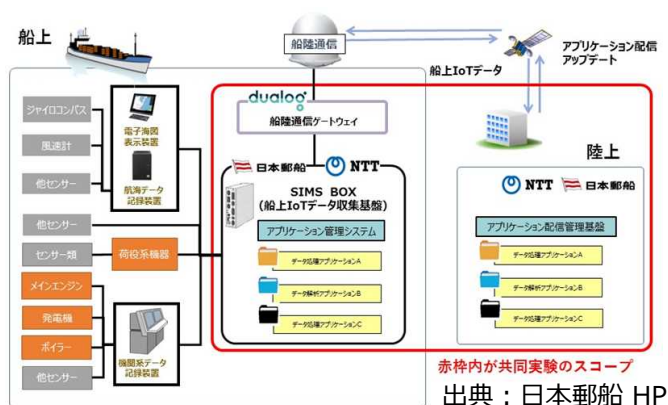 船上
船陸通信
アプリケーション配信
アップデート
船上IoTデータ
dualog
船陸通信ゲートウェイ
ジャイロコンパス
風速計
他センサー
電子海図
表示装置
航海データ
記録装置
他センサー
センサー類
荷役系機器
メインエンジン
発電機
ボイラー
他センサー
機関系データ
記録装置
日本郵船
NTT
SIMS BOX
(船上IoTデータ収集基盤)
アプリケーション管理システム
データ処理アプリケーションA
データ解析アプリケーションB
データ処理アプリケーションC
陸上
NTT
日本郵船
アプリケーション配信管理基盤
データ処理アプリケーションA
データ解析アプリケーションB
データ処理アプリケーションC
赤枠内が共同実験のスコープ
出典:日本郵船 HP